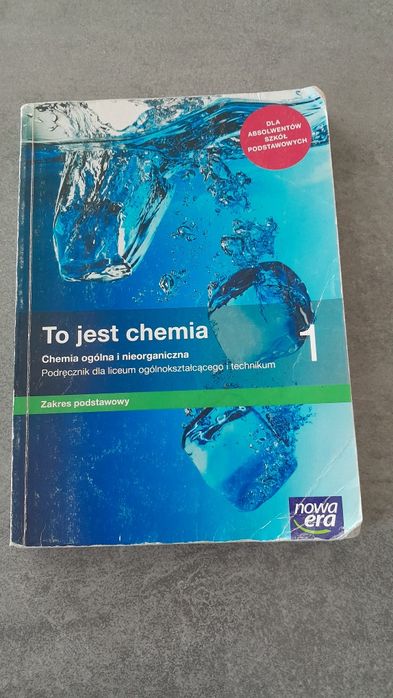 DLA
ABSOLWENTÓW
SZKÓŁ
PODSTAWOWYCH
To jest chemia
1
Chemia ogólna i nieorganiczna
Podręcznik dla liceum ogólnokształcącego i technikum
Zakres podstawowy
nowa
era